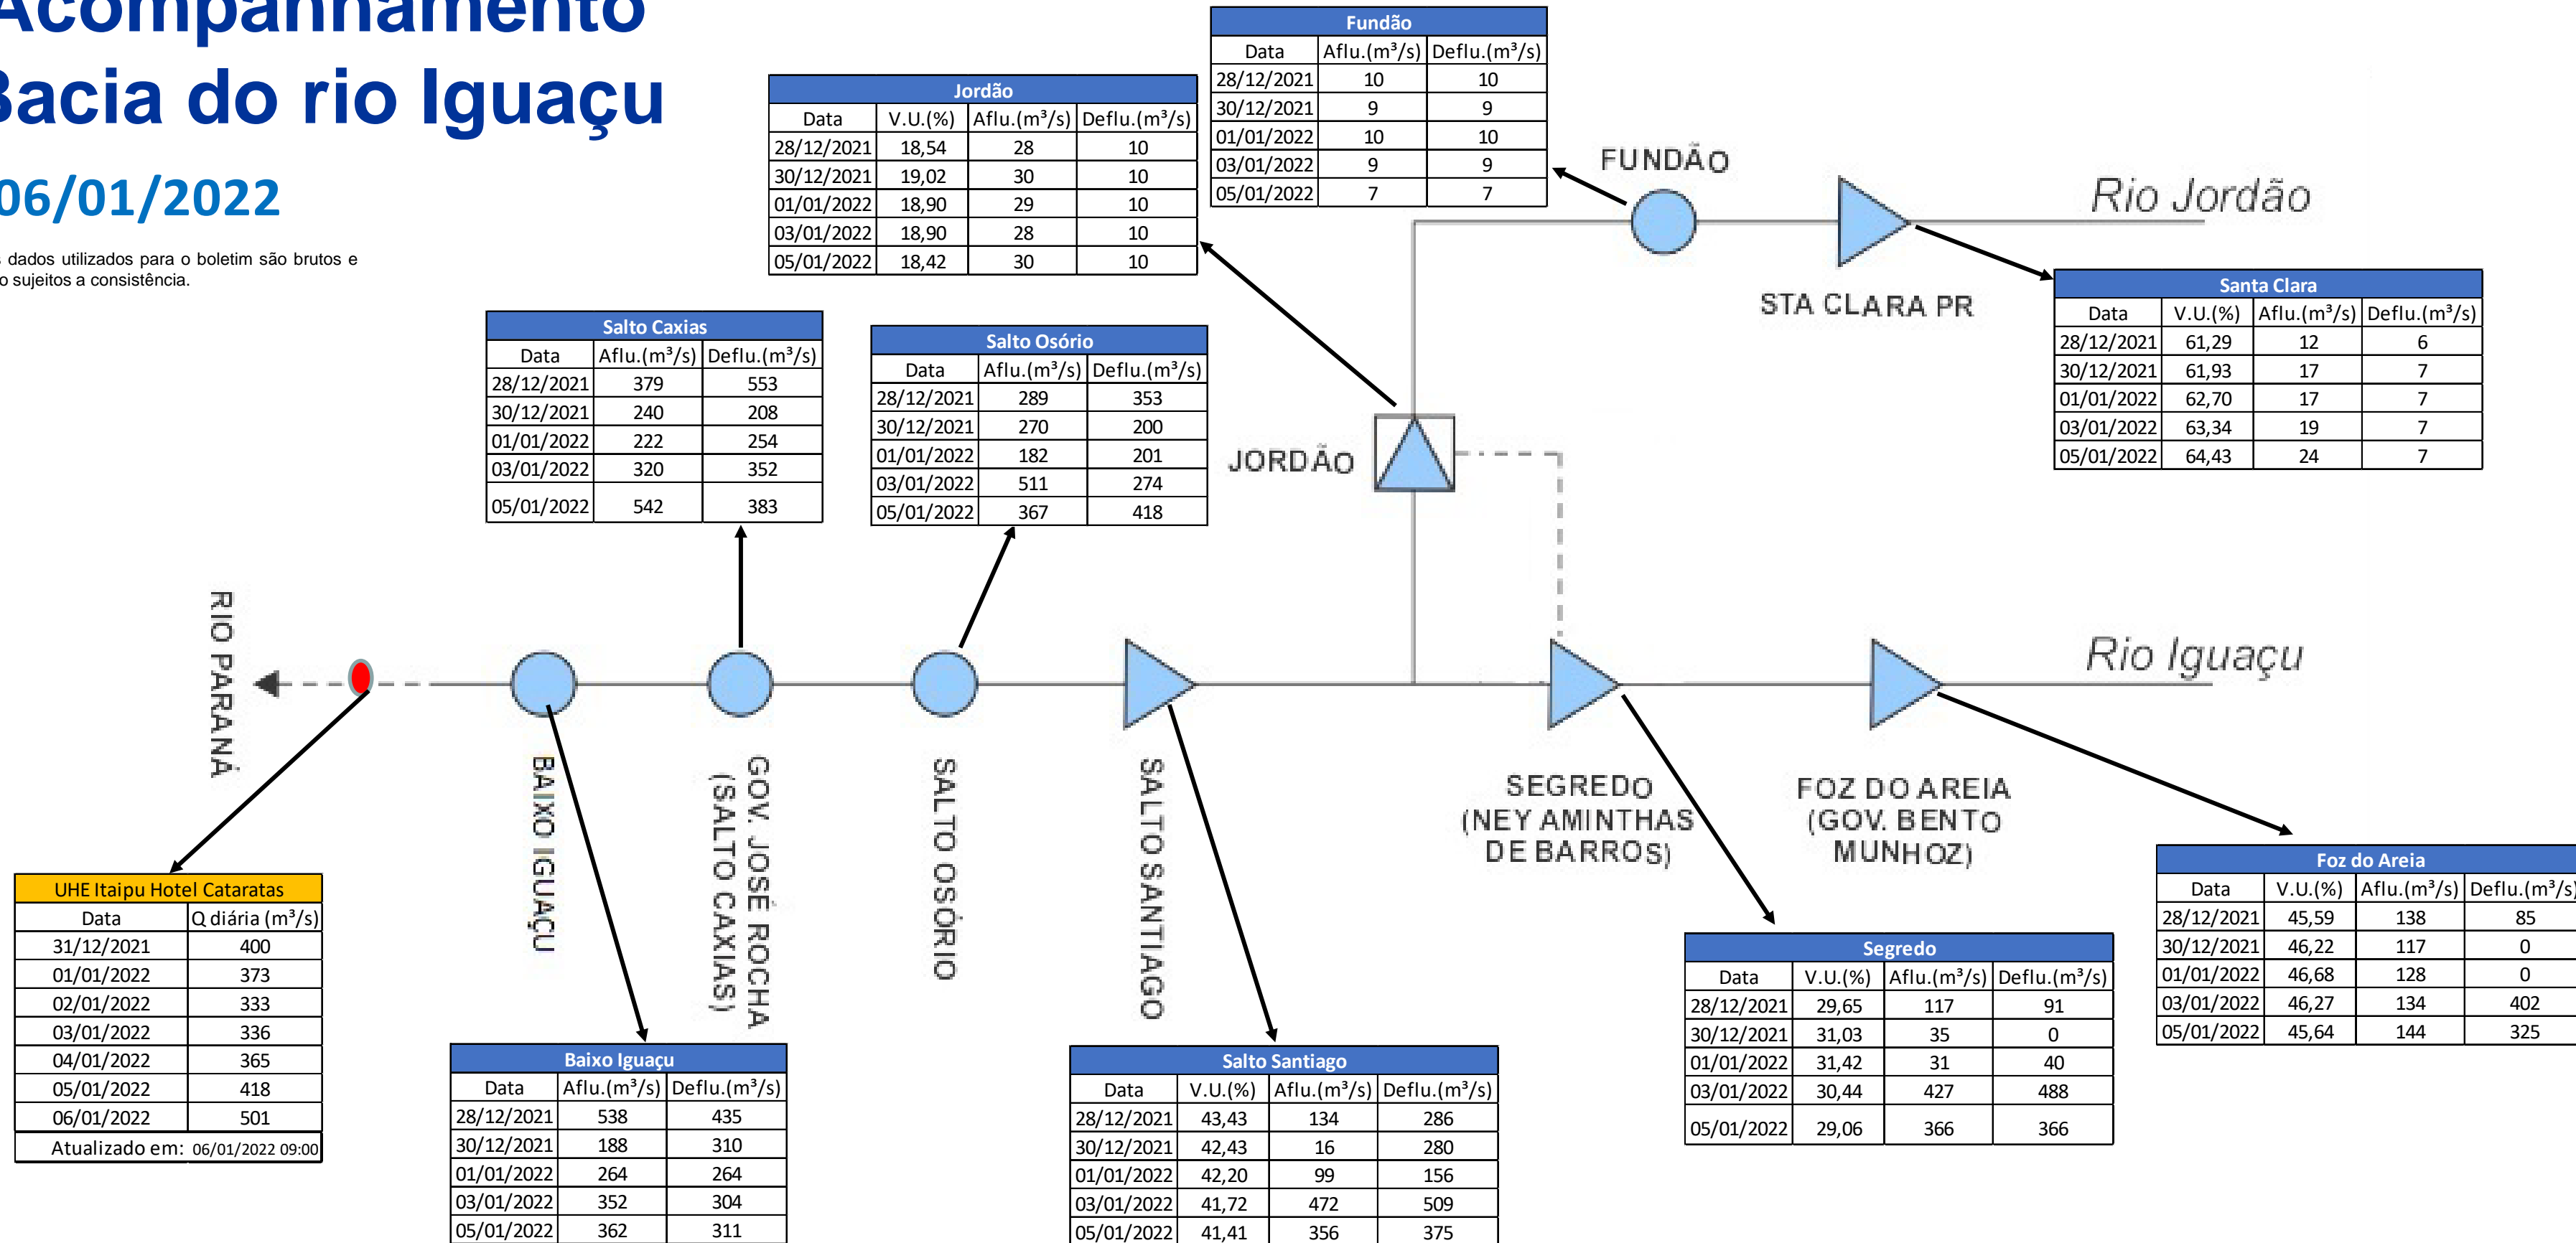 Acompanhamento
Bacia do rio Iguaçu
06/01/2022
s dados utilizados para o boletim são brutos e
o sujeitos a consistência.
Fundão
Data Aflu.(m³/s) Deflu.(m³/s)
28/12/2021 10 10
30/12/2021 9 9
01/01/2022 10 10
03/01/2022 9 9
05/01/2022 7 7
Jordão
Data V.U.(%) Aflu.(m³/s) Deflu.(m³/s)
28/12/2021 18,54 28 10
30/12/2021 19,02 30 10
01/01/2022 18,90 29 10
03/01/2022 18,90 28 10
05/01/2022 18,42 30 10
FUNDÃO
Rio Jordão
STA CLARA PR
Santa Clara
Data V.U.(%) Aflu.(m³/s) Deflu.(m³/s)
28/12/2021 61,29 12 6
30/12/2021 61,93 17 7
01/01/2022 62,70 17 7
03/01/2022 63,34 19 7
05/01/2022 64,43 24 7
Salto Caxias
Data Aflu.(m³/s) Deflu.(m³/s)
28/12/2021 379 553
30/12/2021 240 208
01/01/2022 222 254
03/01/2022 320 352
05/01/2022 542 383
Salto Osório
Data Aflu.(m³/s) Deflu.(m³/s)
28/12/2021 289 353
30/12/2021 270 200
01/01/2022 182 201
03/01/2022 511 274
05/01/2022 367 418
JORDÃO
RIO PARANÁ
Rio Iguaçu
BAIXO IGUAÇU
GOV. JOSÉ ROCHA
(SALTO CAXIAS)
SALTO OSÓRIO
SALTO SANTIAGO
SEGREDO
(NEY AMINTHAS
DE BARROS)
FOZ DO AREIA
(GOV. BENTO
MUNHOZ)
UHE Itaipu Hotel Cataratas
Data Q diária (m³/s)
31/12/2021 400
01/01/2022 373
02/01/2022 333
03/01/2022 336
04/01/2022 365
05/01/2022 418
06/01/2022 501
Atualizado em: 06/01/2022 09:00
Baixo Iguaçu
Data Aflu.(m³/s) Deflu.(m³/s)
28/12/2021 538 435
30/12/2021 188 310
01/01/2022 264 264
03/01/2022 352 304
05/01/2022 362 311
Salto Santiago
Data V.U.(%) Aflu.(m³/s) Deflu.(m³/s)
28/12/2021 43,43 134 286
30/12/2021 42,43 16 280
01/01/2022 42,20 99 156
03/01/2022 41,72 472 509
05/01/2022 41,41 356 375
Segredo
Data V.U.(%) Aflu.(m³/s) Deflu.(m³/s)
28/12/2021 29,65 117 91
30/12/2021 31,03 35 0
01/01/2022 31,42 31 40
03/01/2022 30,44 427 488
05/01/2022 29,06 366 366
Foz do Areia
Data V.U.(%) Aflu.(m³/s) Deflu.(m³/s)
28/12/2021 45,59 138 85
30/12/2021 46,22 117 0
01/01/2022 46,68 128 0
03/01/2022 46,27 134 402
05/01/2022 45,64 144 325